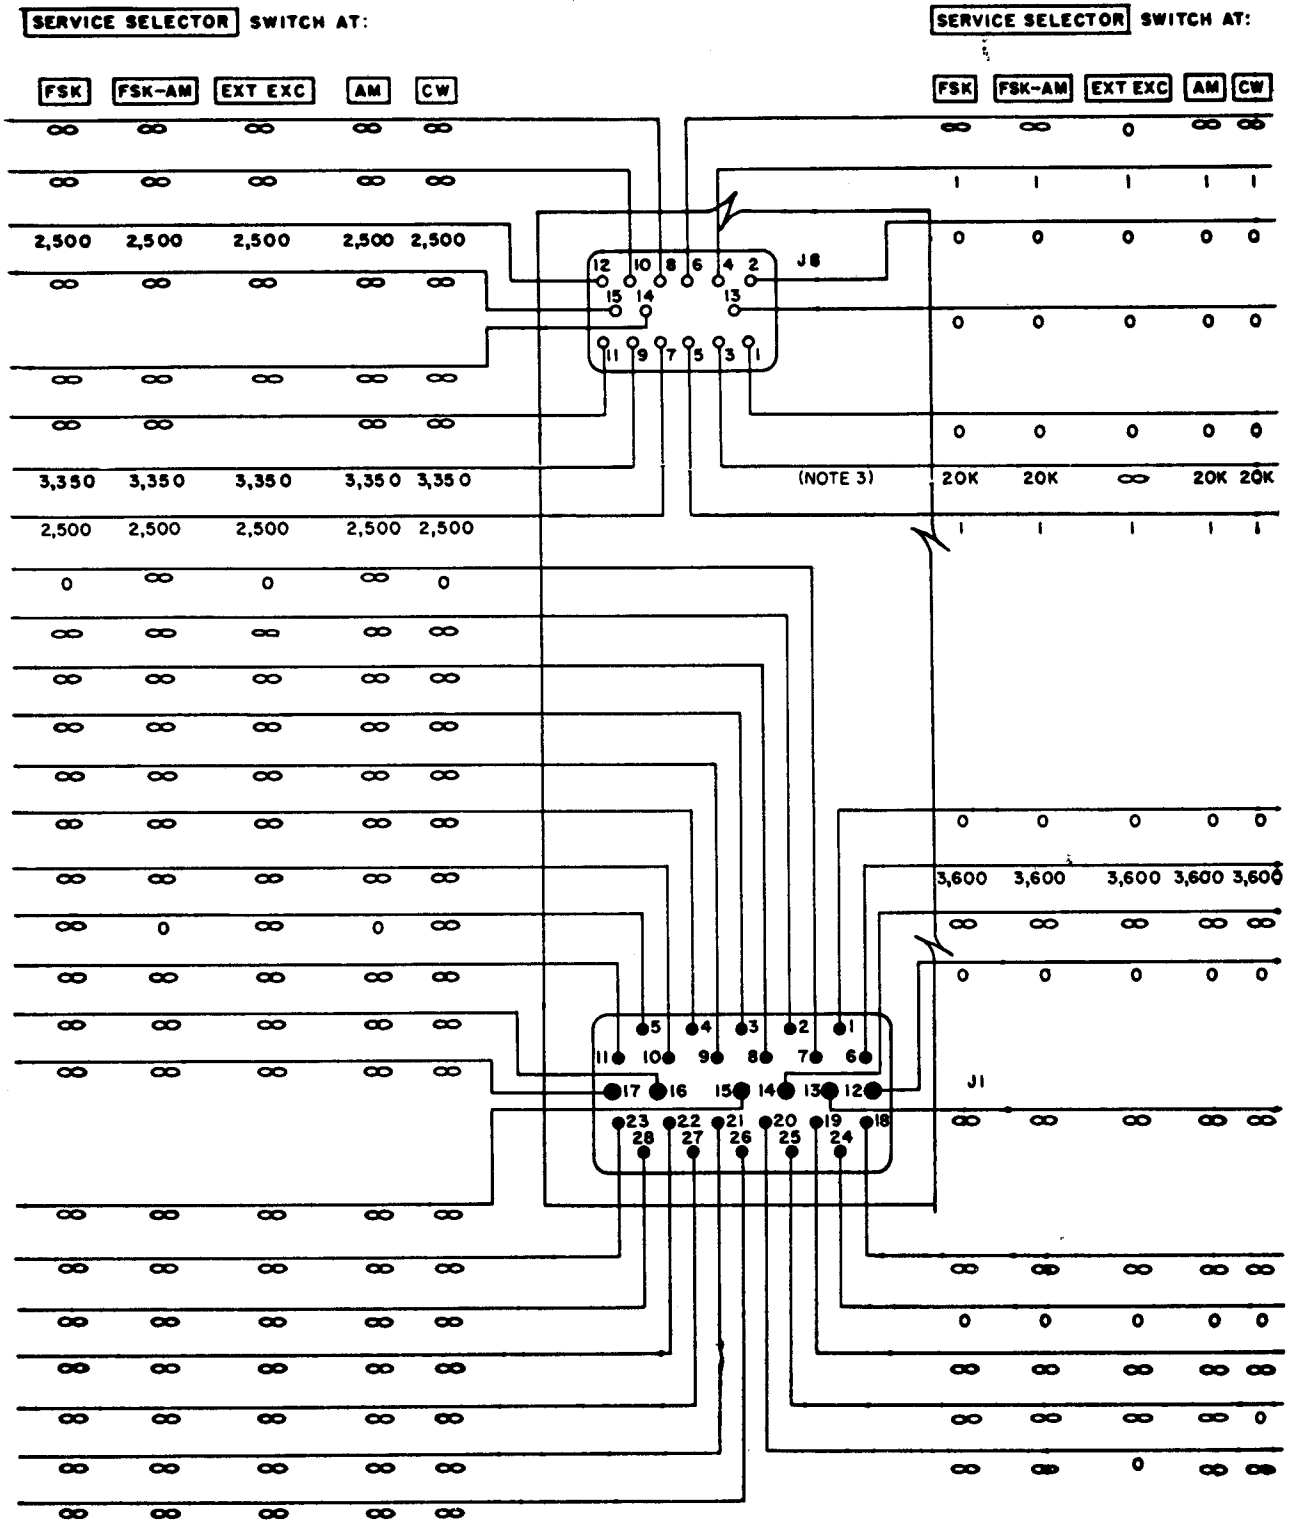 SERVICE SELECTOR SWITCH AT: SERVICE SELECTOR SWITCH AT:
FSK FSK-AM EXT EXC AM CW FSK FSK-AM EXT EXC AM CW
∞ ∞ ∞ ∞ ∞ ∞ ∞ 0 ∞ ∞
∞ ∞ ∞ ∞ ∞ 1 1 1 1 1
2,500 2,500 2,500 2,500 2,500 0 0 0 0 0
12 10 8 6 4 2 J6
∞ ∞ ∞ ∞ ∞
15 14 13
0 0 0 0 0
11 9 7 5 3 1
∞ ∞ ∞ ∞ ∞
∞ ∞ ∞ ∞ 0 0 0 0 0
3,350 3,350 3,350 3,350 3,350 (NOTE 3) 20K 20K ∞ 20K 20K
2,500 2,500 2,500 2,500 2,500 1 1 1 1 1
0 ∞ 0 ∞ 0
∞ ∞ ∞ ∞ ∞
∞ ∞ ∞ ∞ ∞
∞ ∞ ∞ ∞ ∞
∞ ∞ ∞ ∞ ∞
∞ ∞ ∞ ∞ ∞ 0 0 0 0 0
∞ ∞ ∞ ∞ ∞ 3,600 3,600 3,600 3,600 3,600
∞ 0 ∞ 0 ∞ ∞ ∞ ∞ ∞ ∞
∞ ∞ ∞ ∞ ∞ 0 0 0 0 0
∞ ∞ ∞ ∞ ∞
5 4 3 2 1
11 10 9 8 7 6
∞ ∞ ∞ ∞ ∞
17 16 15 14 13 12 J1
23 22 21 20 19 18
∞ ∞ ∞ ∞ ∞
28 27 26 25 24
∞ ∞ ∞ ∞ ∞
∞ ∞ ∞ ∞ ∞ ∞ ∞ ∞ ∞ ∞
∞ ∞ ∞ ∞ ∞ 0 0 0 0 0
∞ ∞ ∞ ∞ ∞ ∞ ∞ ∞ ∞ ∞
∞ ∞ ∞ ∞ ∞ ∞ ∞ ∞ ∞ 0
∞ ∞ ∞ ∞ ∞ ∞ ∞ 0 ∞ ∞
∞ ∞ ∞ ∞ ∞